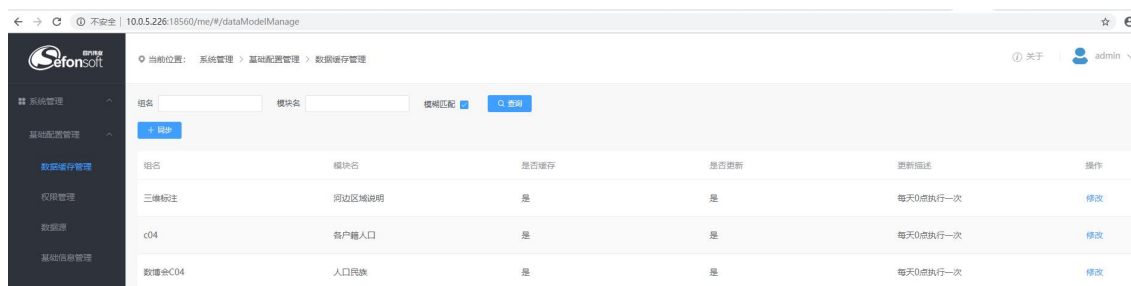 不安全 10.0.5.226:18560/me/#/dataModelManage
Sefonsoft
当前位置： 系统管理 > 基础配置管理 > 数据缓存管理
关于 admin
系统管理
基础配置管理
数据缓存管理
权限管理
数据源
基础信息管理
组名 模块名 模糊匹配 查询
+ 同步
组名 模块名 是否缓存 是否更新 更新描述 操作
三维标注 河边区域说明 是 是 每天0点执行一次 修改
c04 各户籍人口 是 是 每天0点执行一次 修改
数博会C04 人口民族 是 是 每天0点执行一次 修改